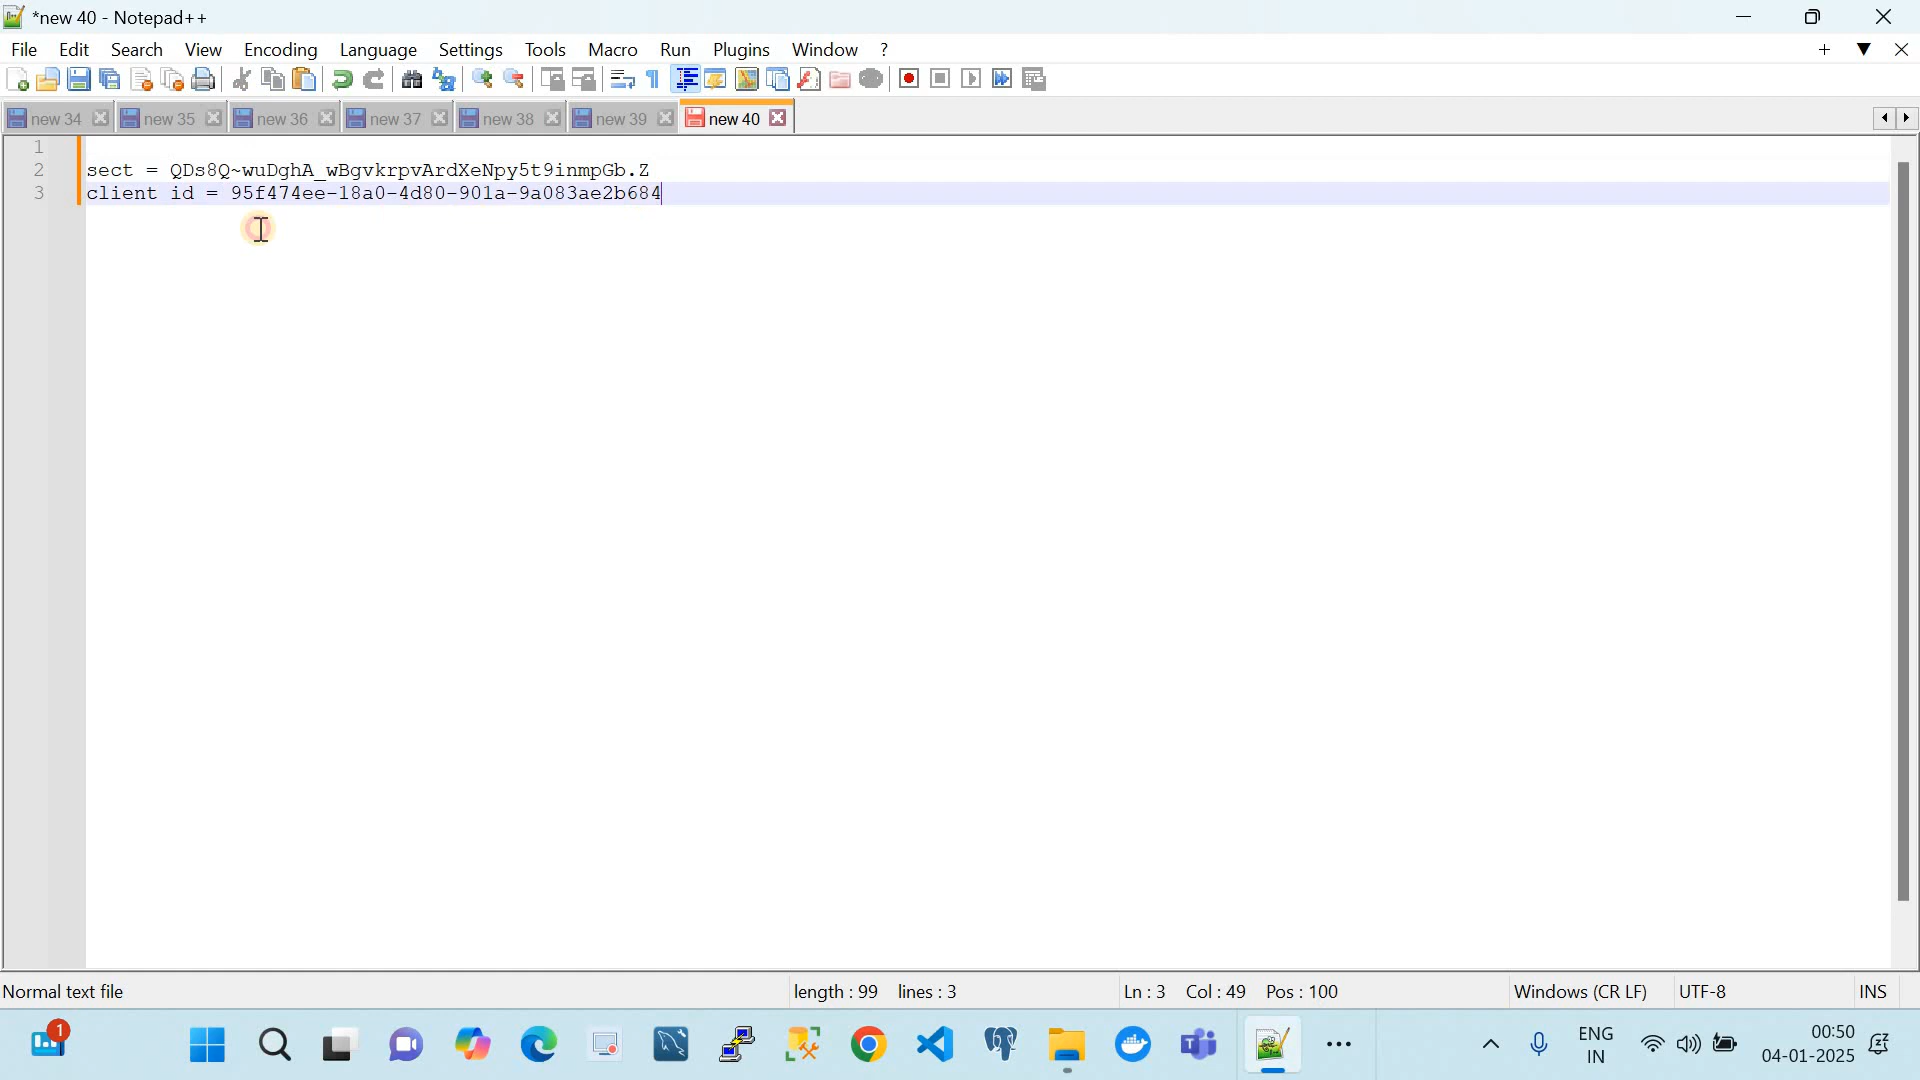 *new 40 - Notepad++
File Edit Search View Encoding Language Settings Tools Macro Run Plugins Window ?
new 34 new 35 new 36 new 37 new 38 new 39 new 40
1
2 sect = QDs8Q~wuDghA_wBgvkrpvArdXeNpy5t9inmpGb.Z
3 client id = 95f474ee-18a0-4d80-901a-9a083ae2b684
Normal text file length : 99 lines : 3 Ln : 3 Col : 49 Pos : 100 Windows (CR LF) UTF-8 INS
1
ENG 00:50
IN 04-01-2025